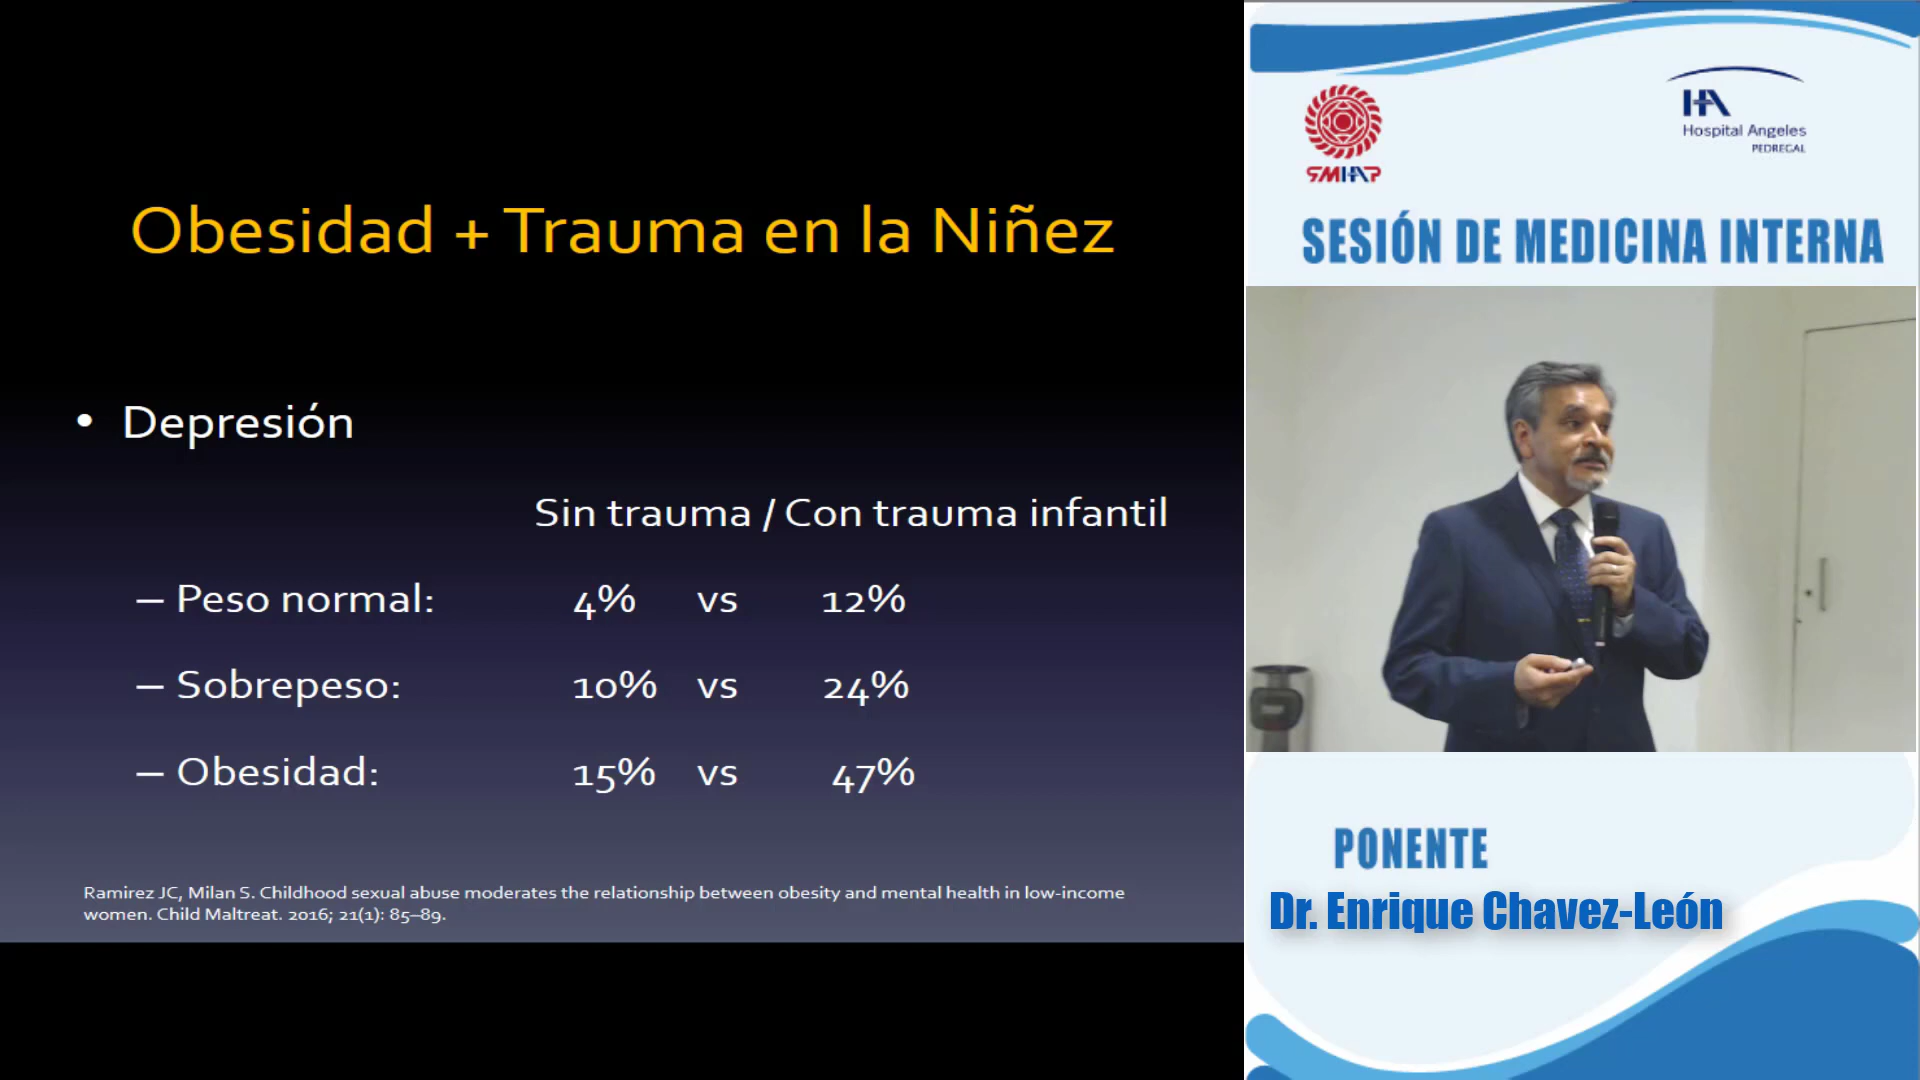 Obesidad + Trauma en la Niñez
• Depresión
Sin trauma / Con trauma infantil
– Peso normal: 4% vs 12%
– Sobrepeso: 10% vs 24%
– Obesidad: 15% vs 47%
Ramirez JC, Milan S. Childhood sexual abuse moderates the relationship between obesity and mental health in low-income
women. Child Maltreat. 2016; 21(1): 85–89.
SMHAP
HA
Hospital Angeles
PEDREGAL
SESIÓN DE MEDICINA INTERNA
PONENTE
Dr. Enrique Chavez-León